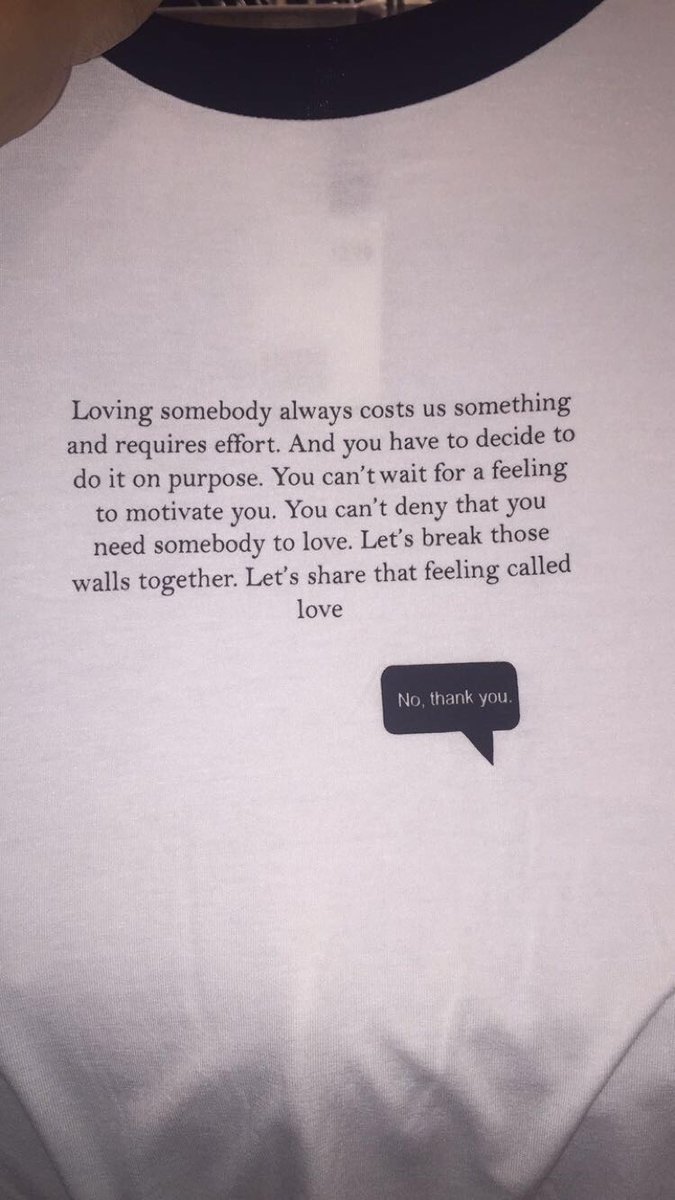 Loving somebody always costs us something
and requires effort. And you have to decide to
do it on purpose. You can't wait for a feeling
to motivate you. You can't deny that you
need somebody to love. Let's break those
walls together. Let's share that feeling called
love
No, thank you.